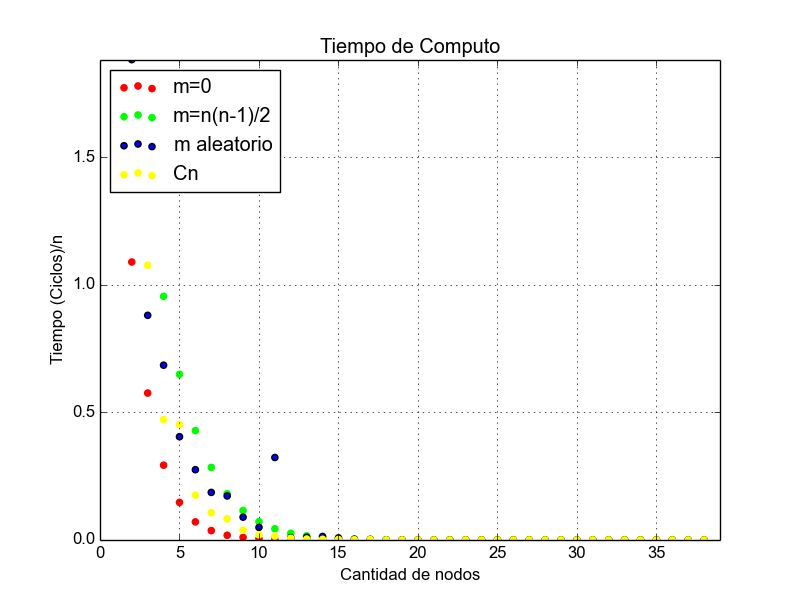 Tiempo de Computo
m=0
m=n(n-1)/2
m aleatorio
Cn
Tiempo (Ciclos)/n
1.5
1.0
0.5
0.0
0 5 10 15 20 25 30 35
Cantidad de nodos